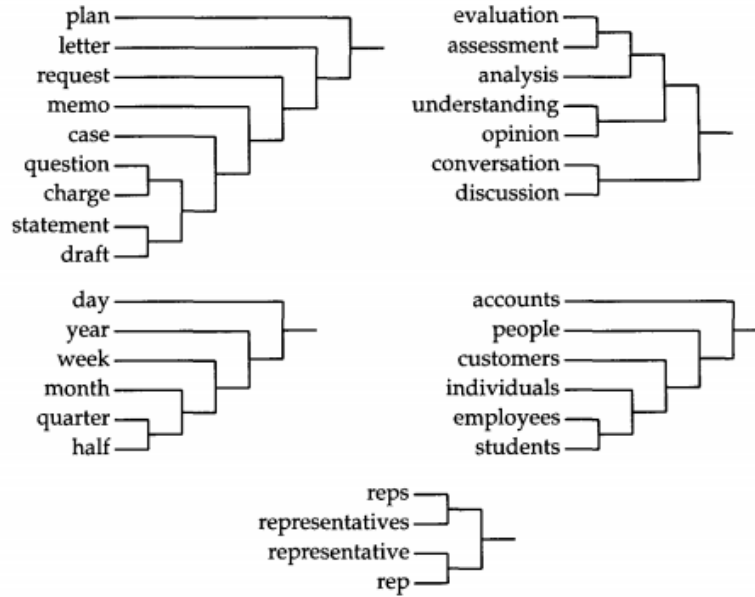 plan
letter
request
memo
case
question
charge
statement
draft
evaluation
assessment
analysis
understanding
opinion
conversation
discussion
day
year
week
month
quarter
half
accounts
people
customers
individuals
employees
students
reps
representatives
representative
rep